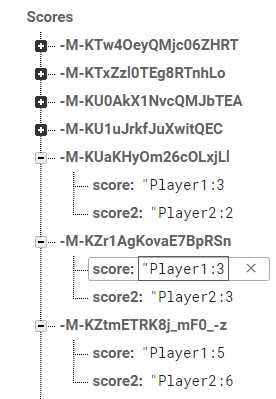 Scores
-M-KTw4OeyQMjc06ZHRT
-M-KTxZzl0TEg8RTnhLo
-M-KU0AkX1NvcQMJbTEA
-M-KU1uJrkfJuXwitQEC
-M-KUaKHyOm26cOLxjLl
score: "Player1:3
score2: "Player2:2
-M-KZr1AgKovaE7BpRSn
score: "Player1:3 ×
score2: "Player2:3
-M-KZtmETRK8j_mF0_-z
score: "Player1:5
score2: "Player2:6